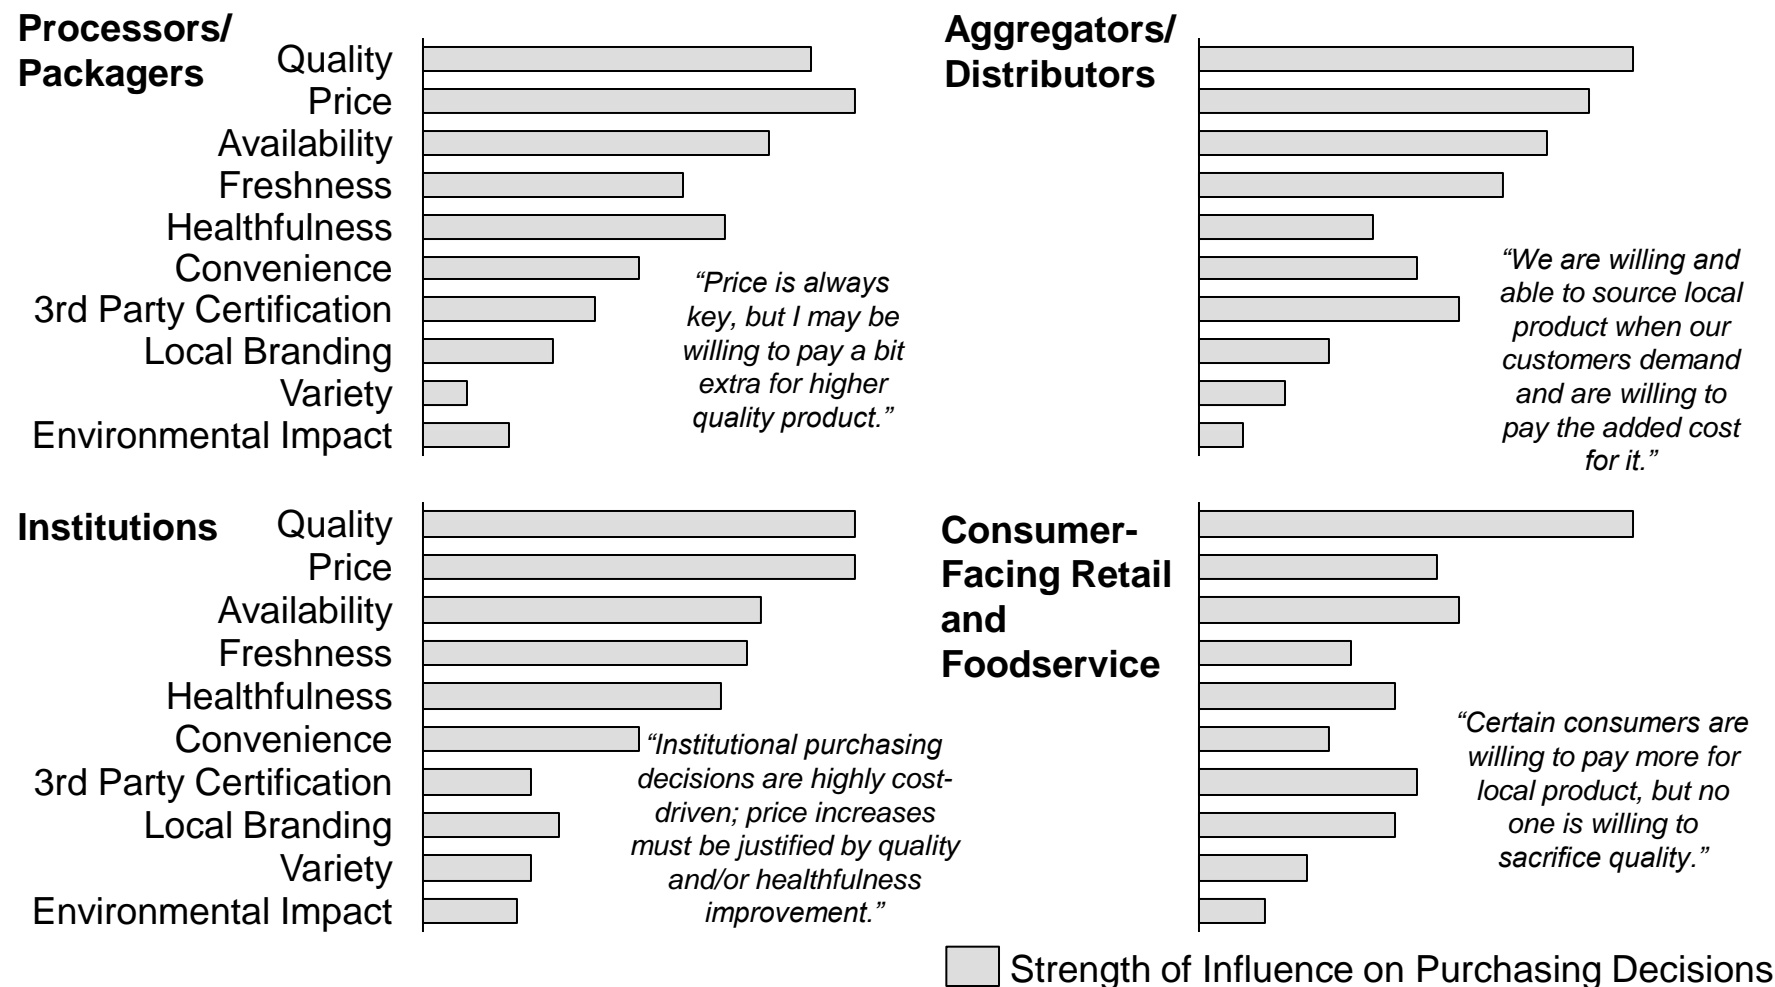 Processors/
Packagers
Quality
Price
Availability
Freshness
Healthfulness
Convenience
3rd Party Certification
Local Branding
Variety
Environmental Impact
“Price is always
key, but I may be
willing to pay a bit
extra for higher
quality product.”
Aggregators/
Distributors
“We are willing and
able to source local
product when our
customers demand
and are willing to
pay the added cost
for it.”
Institutions
Quality
Price
Availability
Freshness
Healthfulness
Convenience
3rd Party Certification
Local Branding
Variety
Environmental Impact
“Institutional purchasing
decisions are highly cost-
driven; price increases
must be justified by quality
and/or healthfulness
improvement.”
Consumer-
Facing Retail
and
Foodservice
“Certain consumers are
willing to pay more for
local product, but no
one is willing to
sacrifice quality.”
Strength of Influence on Purchasing Decisions